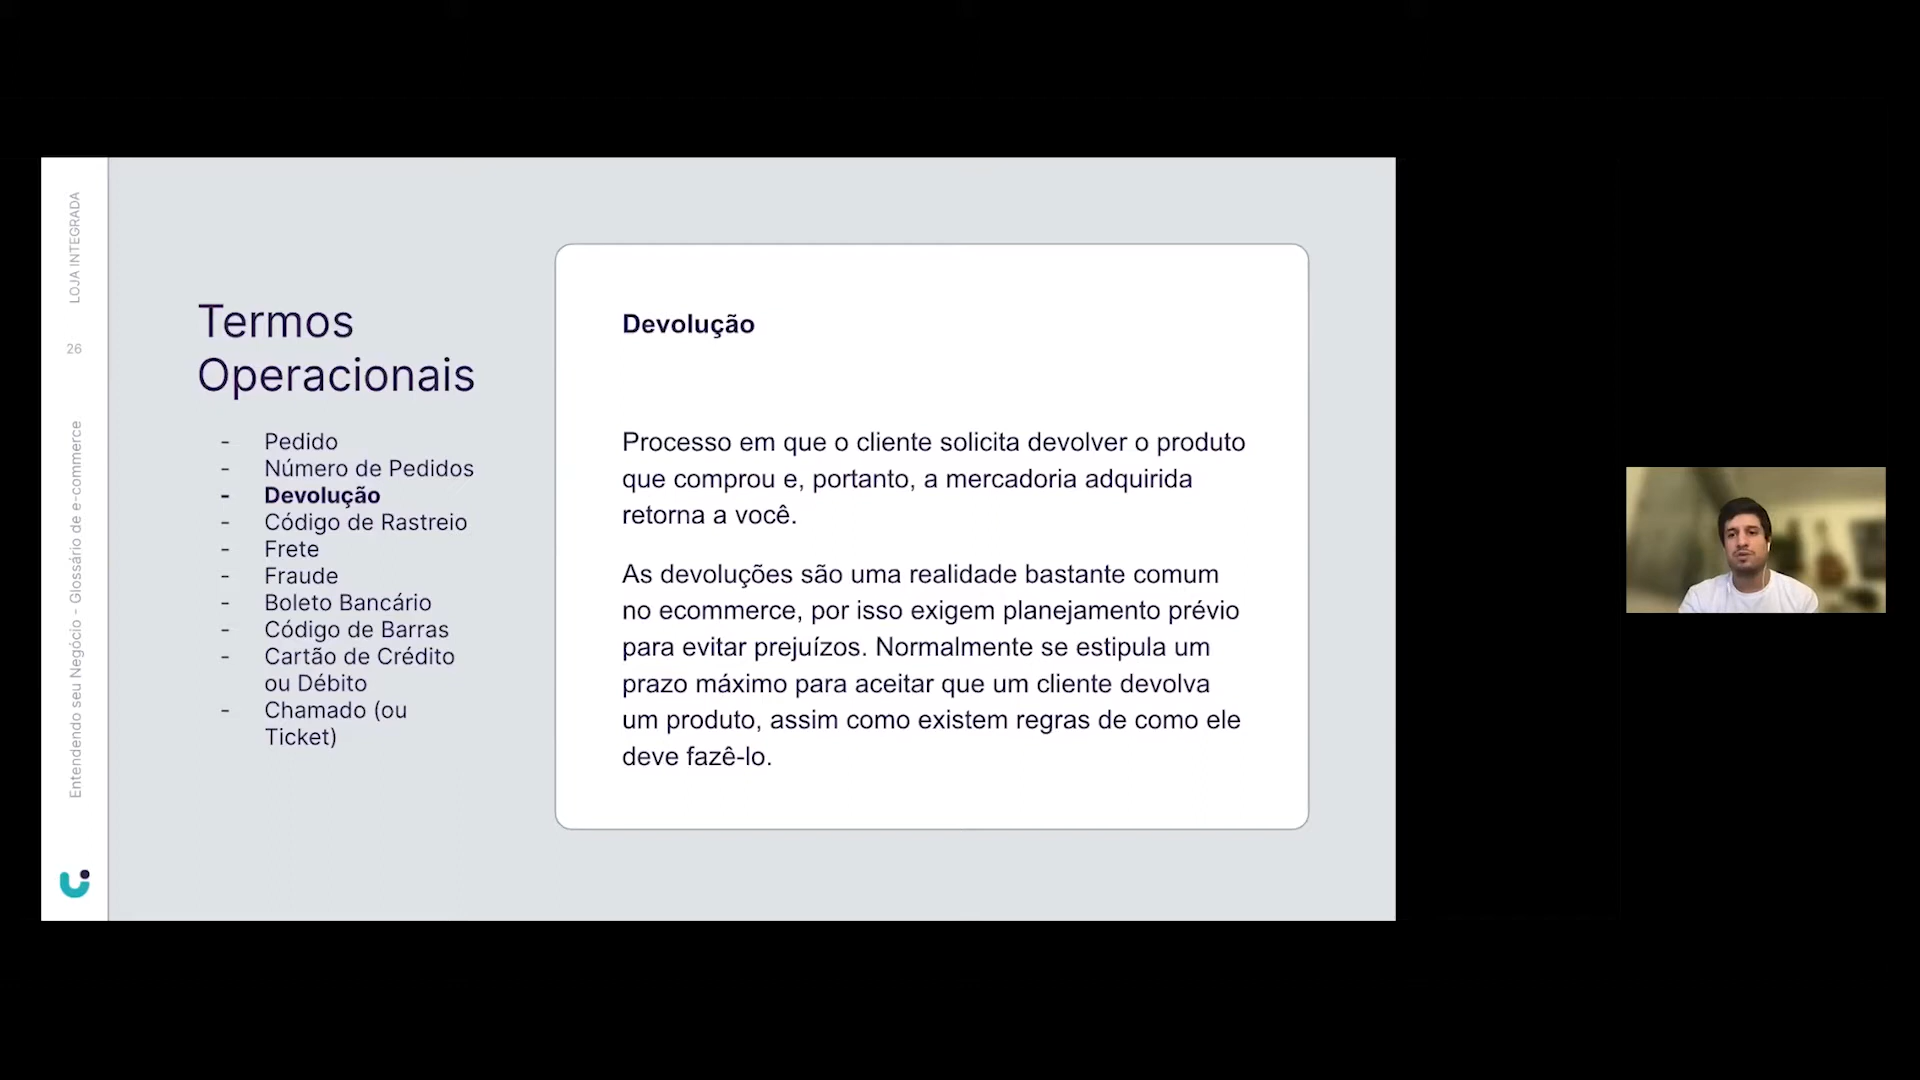 LOJA INTEGRADA
26
Entendendo seu Negócio - Glossário de e-commerce
Termos
Operacionais
- Pedido
- Número de Pedidos
- Devolução
- Código de Rastreio
- Frete
- Fraude
- Boleto Bancário
- Código de Barras
- Cartão de Crédito
ou Débito
- Chamado (ou
Ticket)
Devolução
Processo em que o cliente solicita devolver o produto
que comprou e, portanto, a mercadoria adquirida
retorna a você.
As devoluções são uma realidade bastante comum
no ecommerce, por isso exigem planejamento prévio
para evitar prejuízos. Normalmente se estipula um
prazo máximo para aceitar que um cliente devolva
um produto, assim como existem regras de como ele
deve fazê-lo.